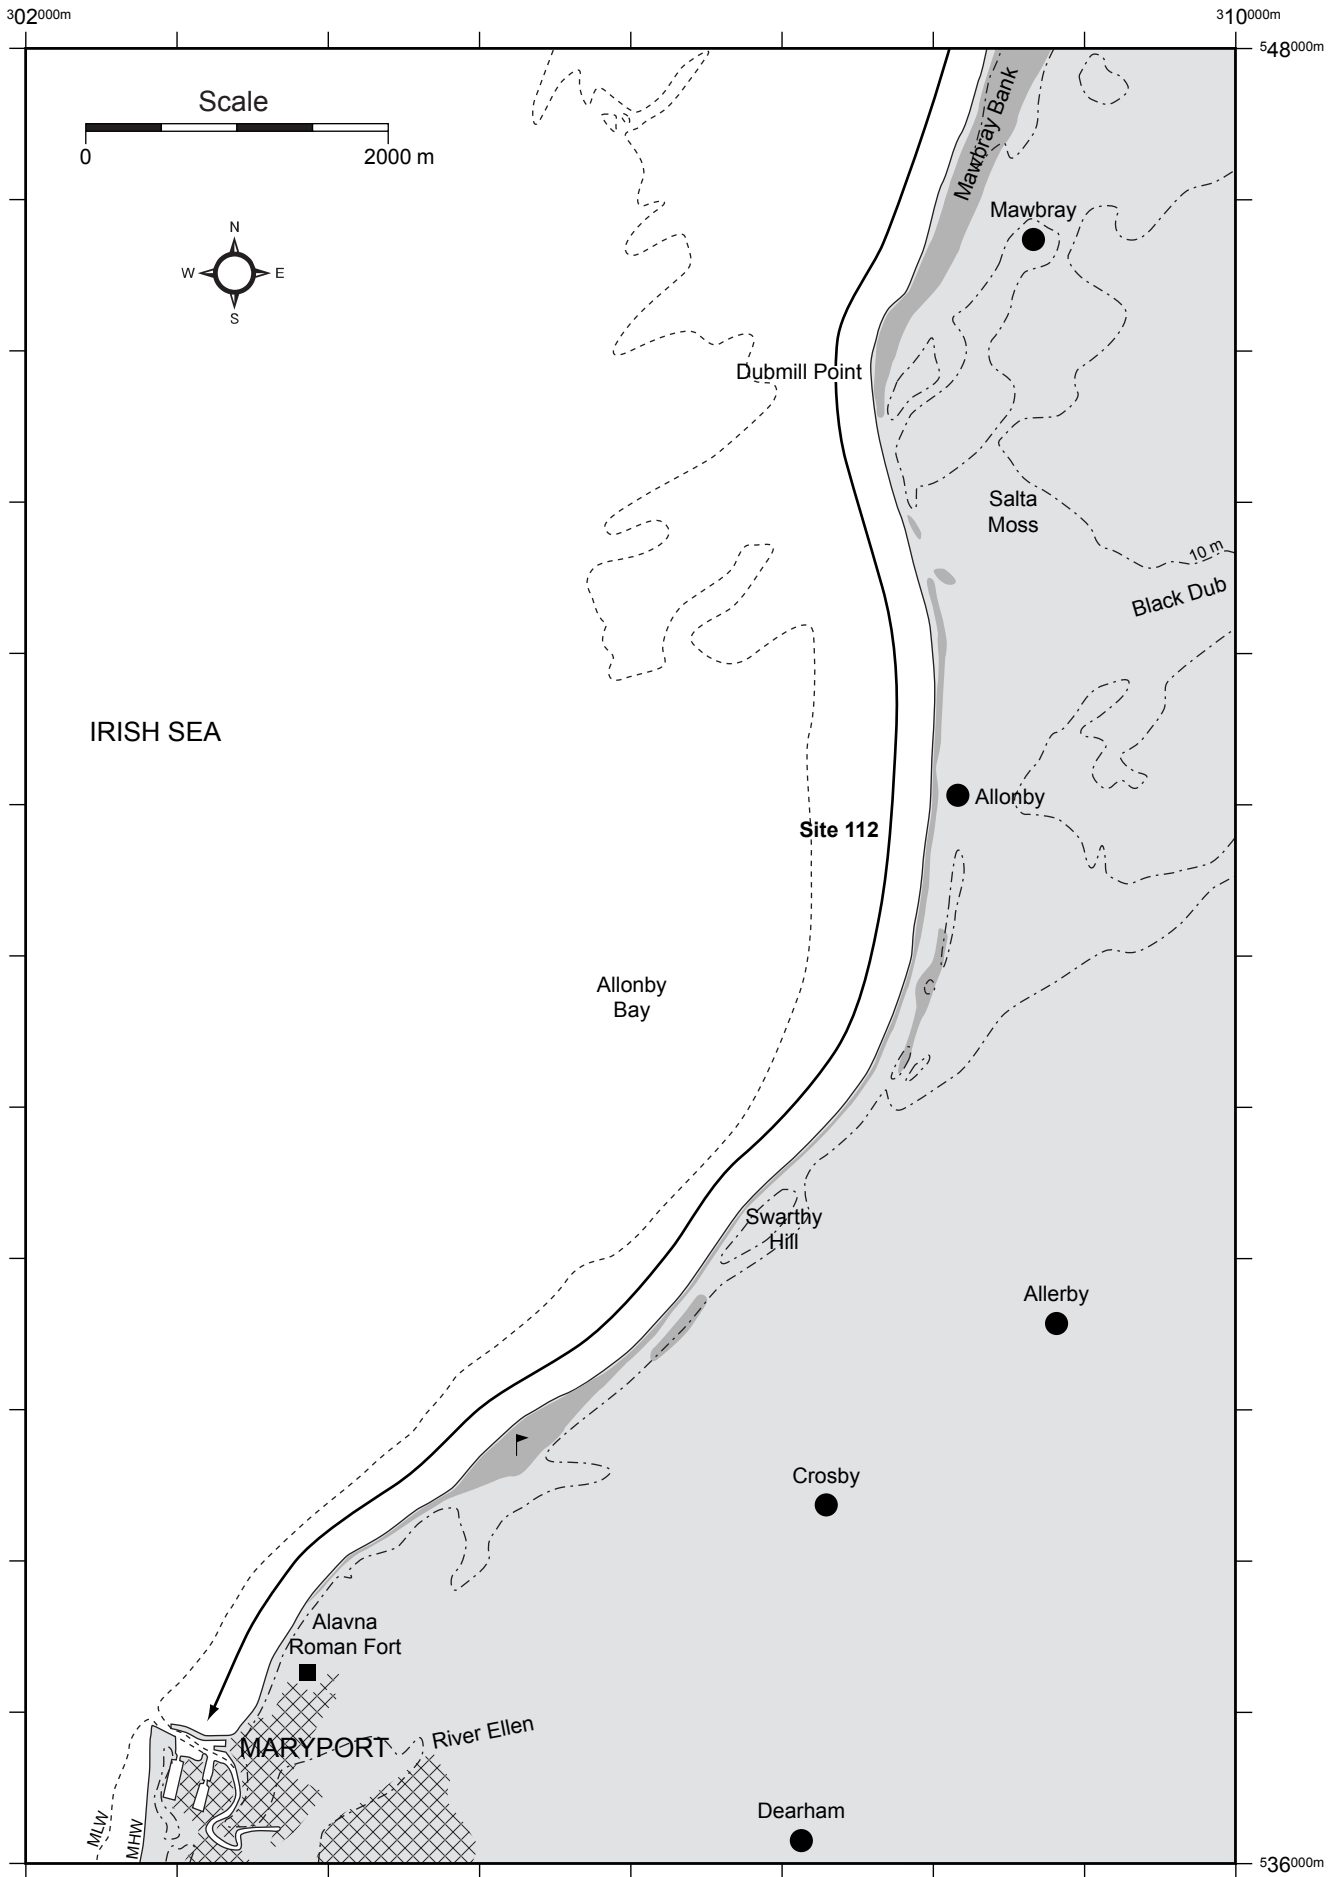 302000m
310000m
548000m
Scale
0
2000 m
Mawbray Bank
N
W
E
S
Mawbray
Dubmill Point
Salta
Moss
10 m
Black Dub
IRISH SEA
Allonby
Site 112
Allonby
Bay
Swarthy
Hill
Allerby
Crosby
Alavna
Roman Fort
River Ellen
MARYPORT
Dearham
MLW
MHW
536000m